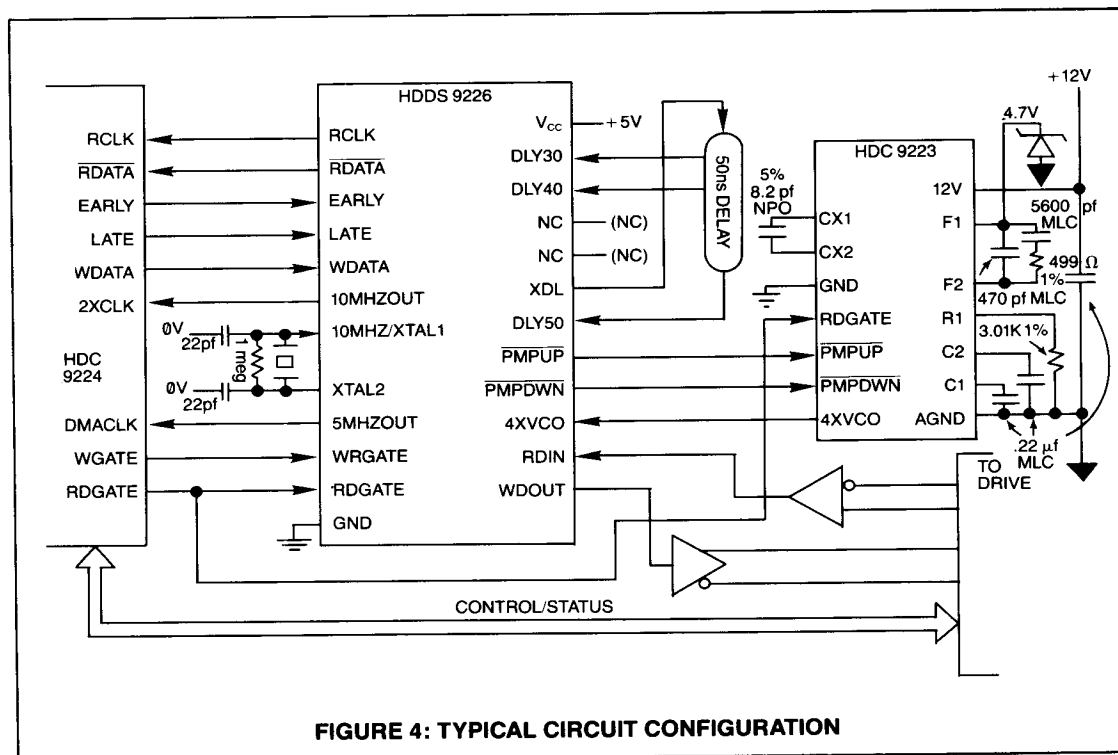 RCLK
RDATA
EARLY
LATE
WDATA
2XCLK
HDC
9224
DMACLK
WGATE
RDGATE
HDDS 9226
RCLK
RDATA
EARLY
LATE
WDATA
10MHZOUT
10MHZ/XTAL1
XTAL2
5MHZOUT
WRGATE
RDGATE
GND
0V
22pf
1 meg
0V
22pf
VCC
+5V
DLY30
DLY40
NC
(NC)
NC
(NC)
XDL
DLY50
PMPUP
PMPDWN
4XVCO
RDIN
WDOUT
50ns DELAY
5%
8.2 pf
NPO
HDC 9223
CX1
CX2
GND
RDGATE
PMPUP
PMPDWN
4XVCO
12V
F1
F2
R1
C2
C1
AGND
+12V
4.7V
5600 pf
MLC
499 Ω
1%
470 pf MLC
3.01K 1%
.22 µf
MLC
TO
DRIVE
CONTROL/STATUS
FIGURE 4: TYPICAL CIRCUIT CONFIGURATION